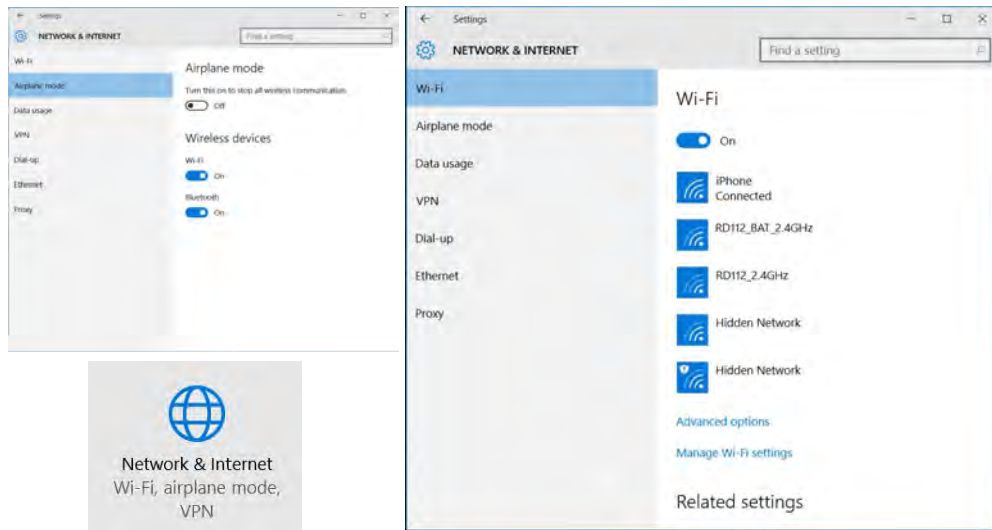 Settings
NETWORK & INTERNET
Find a setting
Wi-Fi
Airplane mode
Data usage
VPN
Dial-up
Ethernet
Proxy
Airplane mode
Turn this on to stop all wireless communication
Off
Wireless devices
Wi-Fi
On
Bluetooth
On
Network & Internet
Wi-Fi, airplane mode,
VPN
Settings
NETWORK & INTERNET
Find a setting
Wi-Fi
Airplane mode
Data usage
VPN
Dial-up
Ethernet
Proxy
Wi-Fi
On
iPhone
Connected
RD112_BAT_2.4GHz
RD112_2.4GHz
Hidden Network
Hidden Network
Advanced options
Manage Wi-Fi settings
Related settings